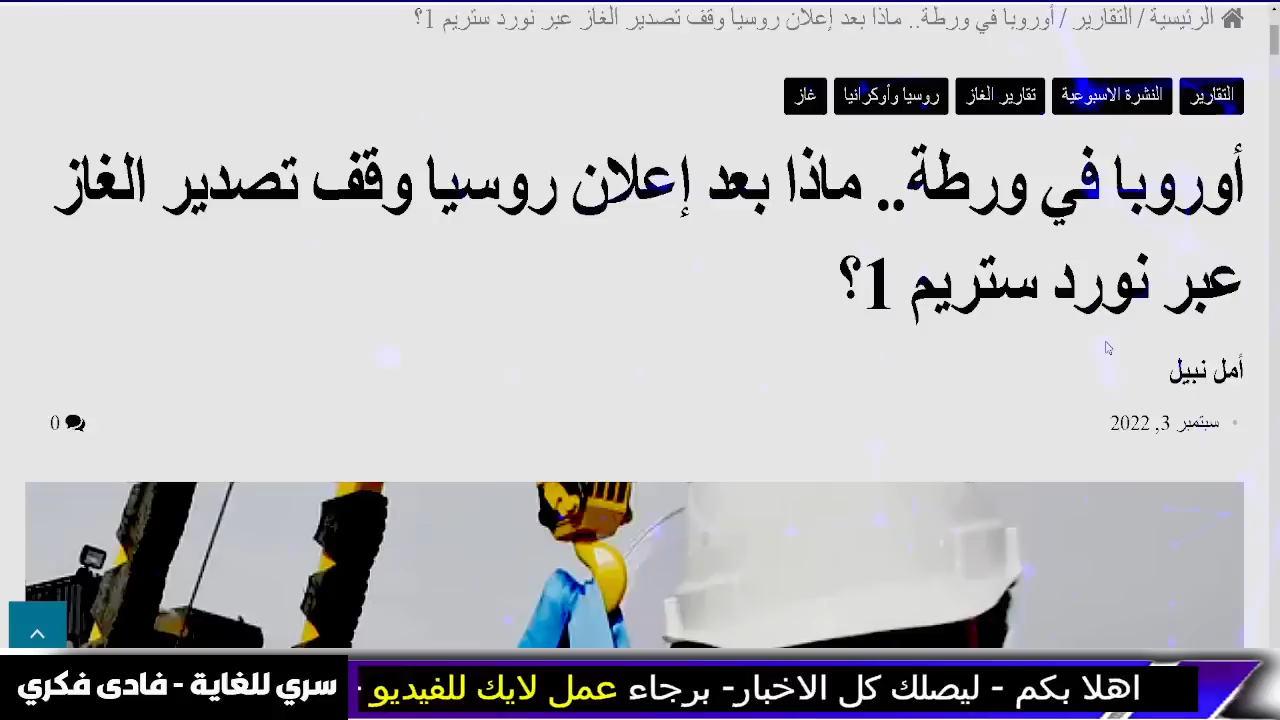 الرئيسية / التقارير / أوروبا في ورطة.. ماذا بعد إعلان روسيا وقف تصدير الغاز عبر نورد ستريم 1؟
التقارير النشرة الاسبوعية تقارير الغاز روسيا وأوكرانيا غاز
أوروبا في ورطة.. ماذا بعد إعلان روسيا وقف تصدير الغاز
عبر نورد ستريم 1؟
أمل نبيل
سبتمبر 3, 2022
0
اهلا بكم - ليصلك كل الاخبار- برجاء عمل لايك للفيديو -
سري للغاية - فادى فكري